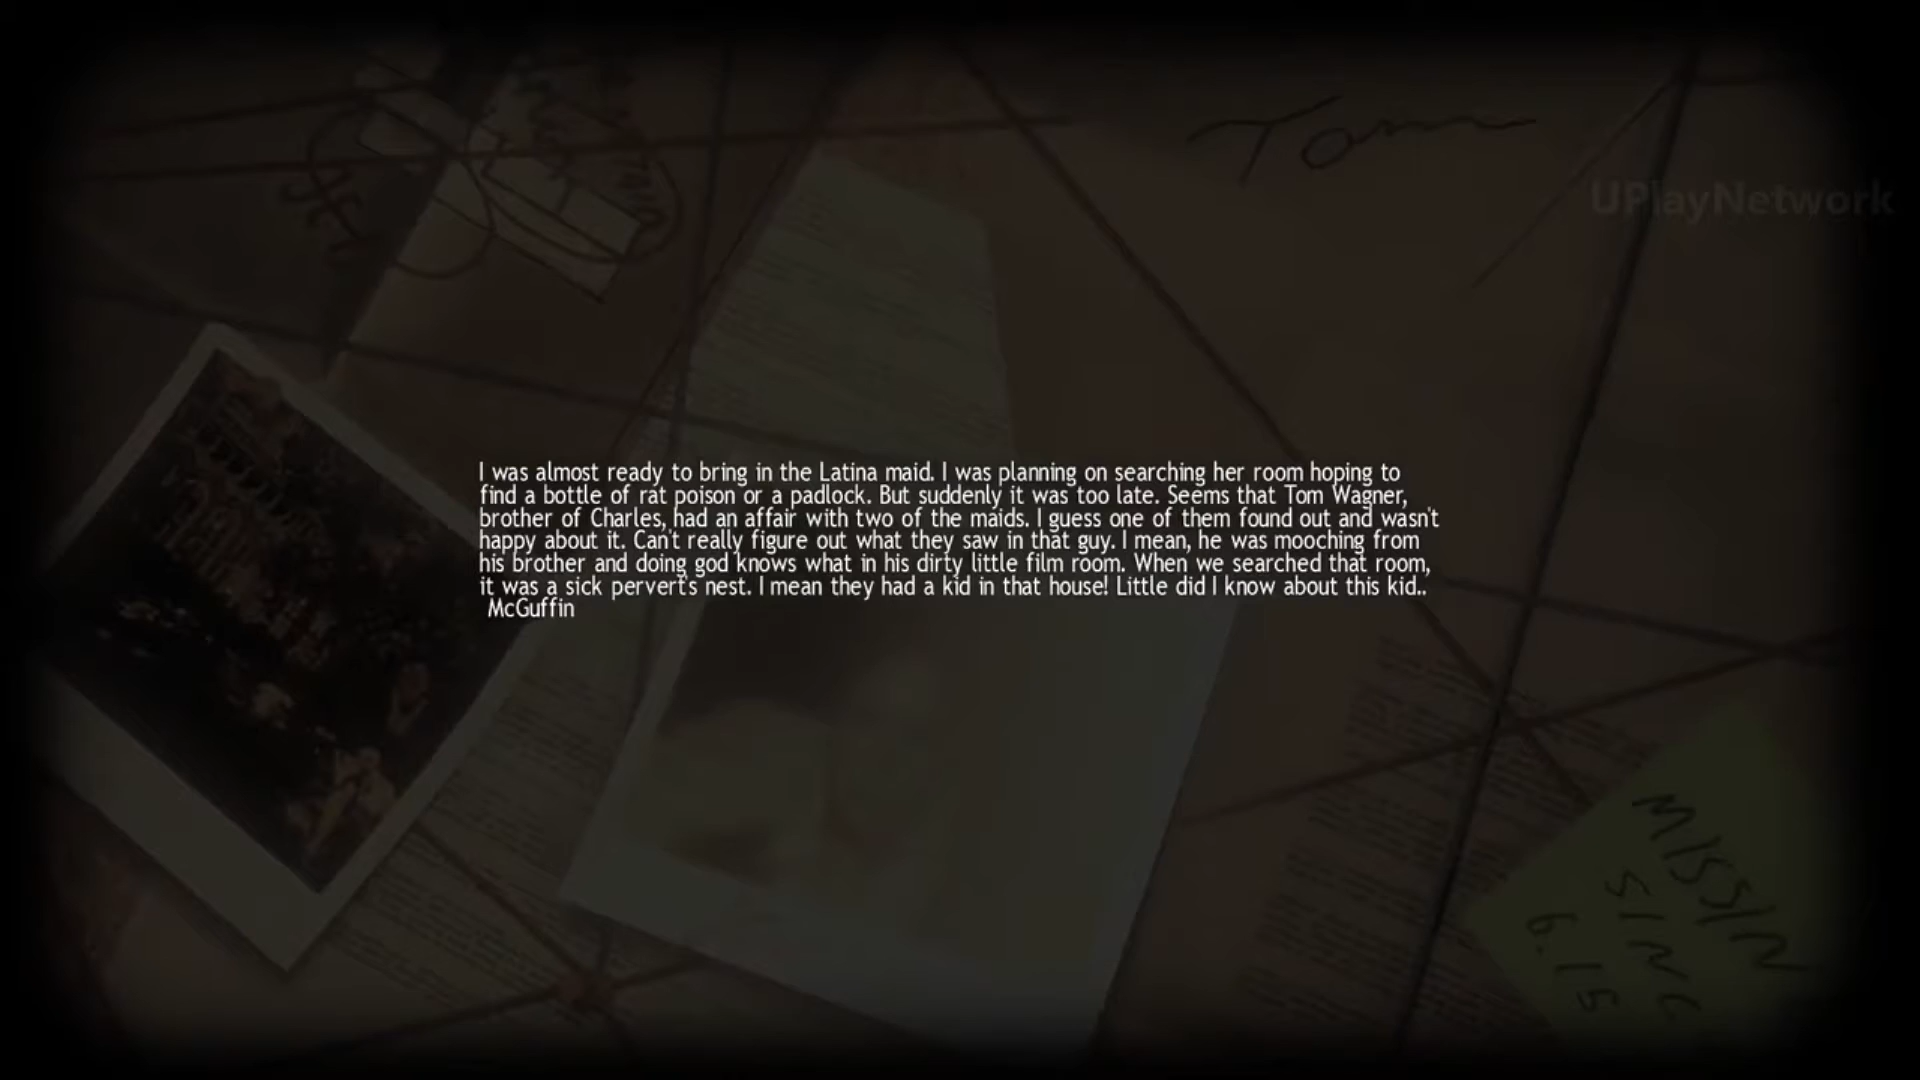 Tom
UPlayNetwork
I was almost ready to bring in the Latina maid. I was planning on searching her room hoping to
find a bottle of rat poison or a padlock. But suddenly it was too late. Seems that Tom Wagner,
brother of Charles, had an affair with two of the maids. I guess one of them found out and wasn't
happy about it. Can't really figure out what they saw in that guy. I mean, he was mooching from
his brother and doing god knows what in his dirty little film room. When we searched that room,
it was a sick pervert's nest. I mean they had a kid in that house! Little did I know about this kid..
McGuffin
MISSIN
SINC
6.15